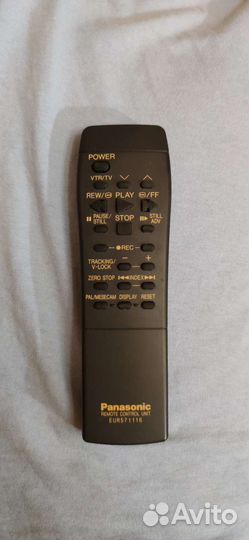 POWER
VTR/TV
REW/ PLAY /FF
PAUSE/
STILL
STOP
STILL
ADV
REC
TRACKING/
V-LOCK
- +
ZERO STOP INDEX
PAL/MESECAM DISPLAY RESET
Panasonic
REMOTE CONTROL UNIT
EUR571116
Avito